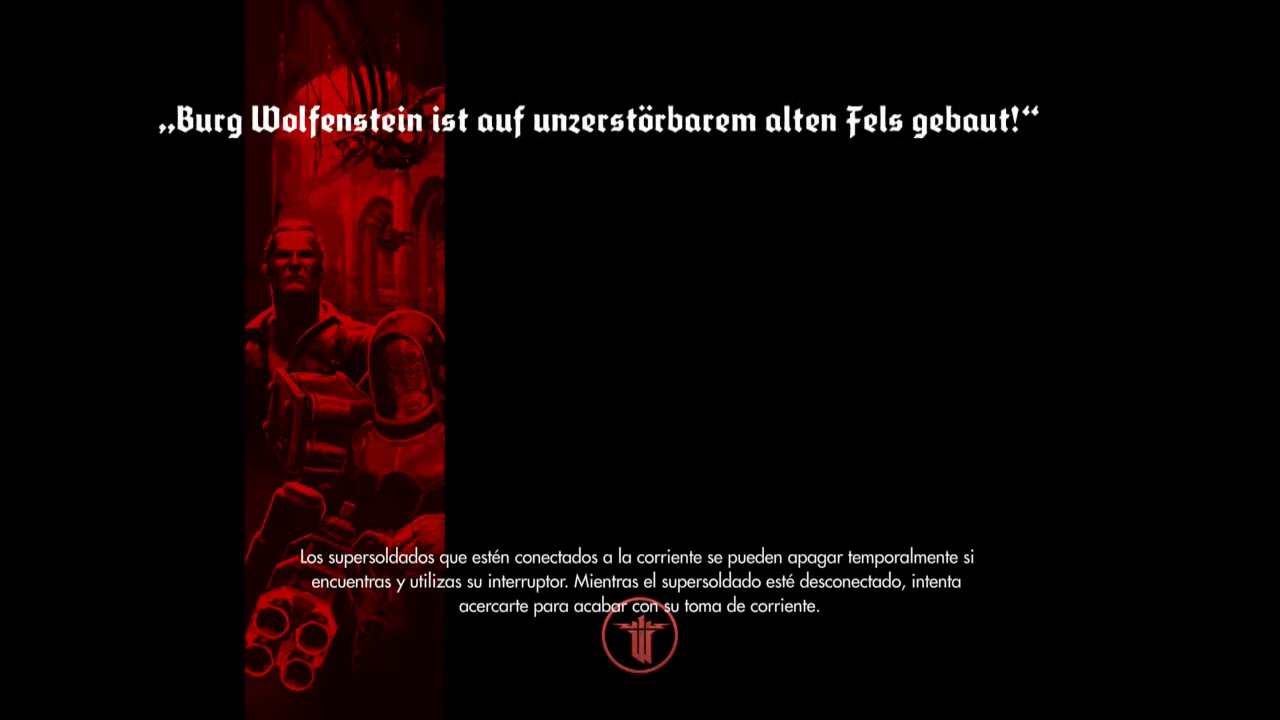 „Burg Wolfenstein ist auf unzerstörbarem alten Fels gebaut!“
Los supersoldados que estén conectados a la corriente se pueden apagar temporalmente si
encuentras y utilizas su interruptor. Mientras el supersoldado esté desconectado, intenta
acercarte para acabar con su toma de corriente.